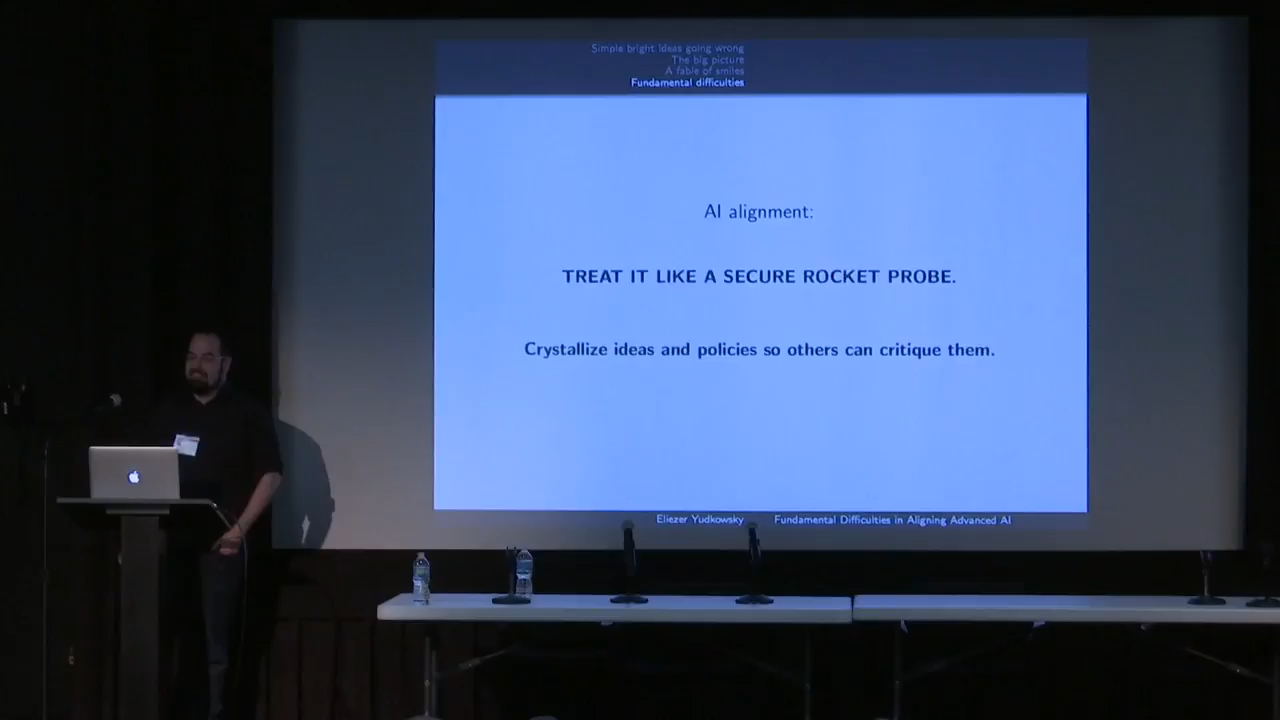 Simple bright ideas going wrong
The big picture
A fable of smiles
Fundamental difficulties
AI alignment:
TREAT IT LIKE A SECURE ROCKET PROBE.
Crystallize ideas and policies so others can critique them.
Eliezer Yudkowsky Fundamental Difficulties in Aligning Advanced AI